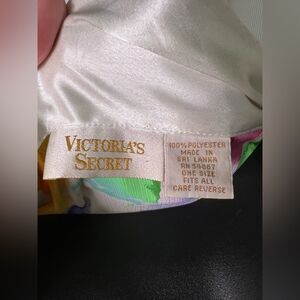 VICTORIA'S
SECRET
100% POLYESTER
MADE IN
SRI LANKA
RN 54867
ONE SIZE
FITS ALL
CARE REVERSE